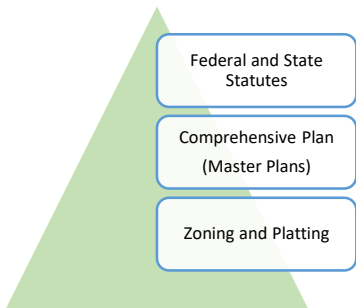 Federal and State
Statutes
Comprehensive Plan
(Master Plans)
Zoning and Platting